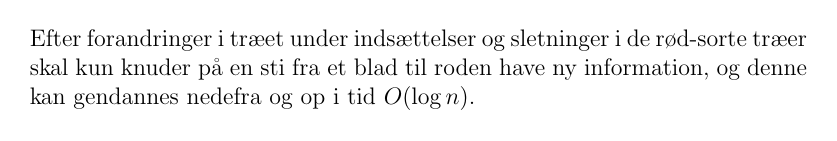 Efter forandringer i træet under indsættelser og sletninger i de rød-sorte træer
skal kun knuder på en sti fra et blad til roden have ny information, og denne
kan gendannes nedefra og op i tid O(log n).